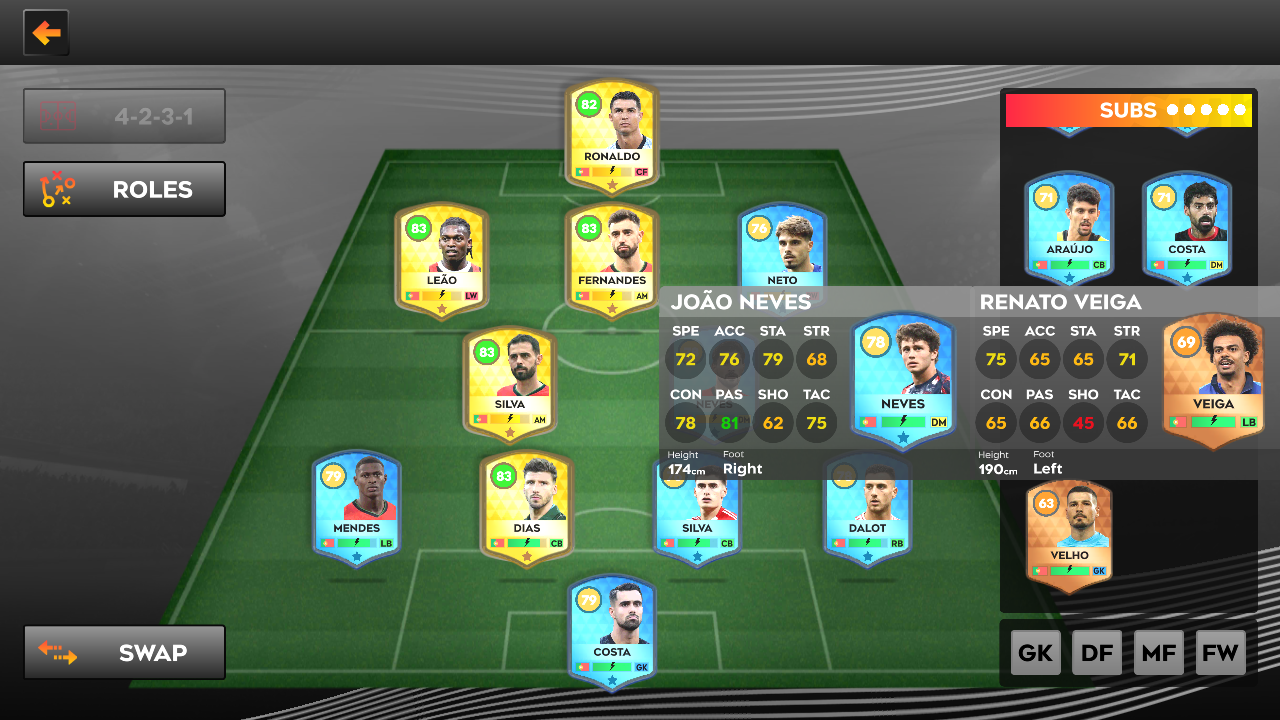 4-2-3-1
ROLES
SUBS
82
RONALDO
CF
83
LEÃO
LW
83
FERNANDES
AM
76
NETO
71
ARAÚJO
CB
71
COSTA
DM
JOÃO NEVES
SPE ACC STA STR
72 76 79 68
CON PAS SHO TAC
78 81 62 75
Height Foot
174cm Right
78
NEVES
DM
RENATO VEIGA
SPE ACC STA STR
75 65 65 71
CON PAS SHO TAC
65 66 45 66
Height Foot
190cm Left
69
VEIGA
LB
83
SILVA
AM
NEVES
79
MENDES
LB
83
DIAS
CB
SILVA
CB
DALOT
RB
63
VELHO
GK
79
COSTA
GK
SWAP
GK DF MF FW